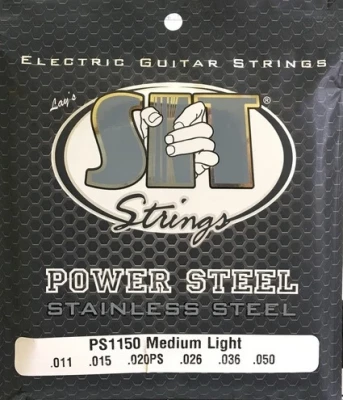 ELECTRIC GUITAR STRINGS
Lay's
SIT®
Strings
POWER STEEL
STAINLESS STEEL
PS1150 Medium Light
.011 .015 .020PS .026 .036 .050